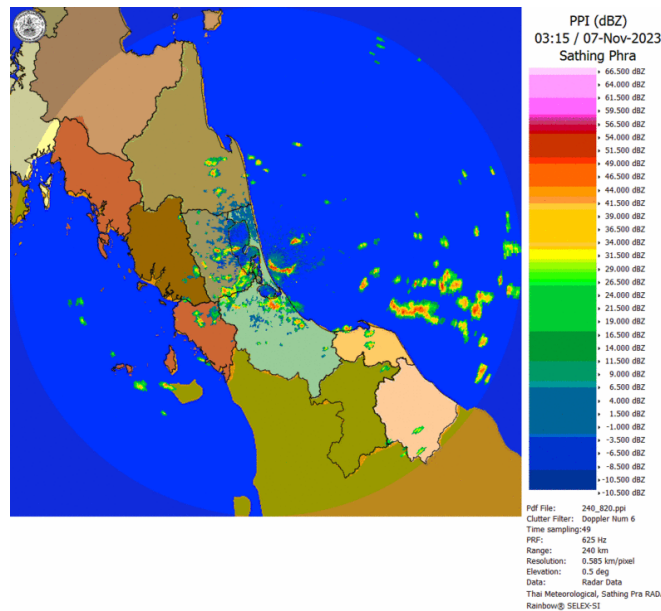 PPI (dBZ)
03:15 / 07-Nov-2023
Sathing Phra
66.500 dBZ
64.000 dBZ
61.500 dBZ
59.500 dBZ
56.500 dBZ
54.000 dBZ
51.500 dBZ
49.000 dBZ
46.500 dBZ
44.000 dBZ
41.500 dBZ
39.000 dBZ
36.500 dBZ
34.000 dBZ
31.500 dBZ
29.000 dBZ
26.500 dBZ
24.000 dBZ
21.500 dBZ
19.000 dBZ
16.500 dBZ
14.000 dBZ
11.500 dBZ
9.000 dBZ
6.500 dBZ
4.000 dBZ
1.500 dBZ
-1.000 dBZ
-3.500 dBZ
-6.500 dBZ
-8.500 dBZ
-10.500 dBZ
-10.500 dBZ
Pdf File: 240_820.ppi
Clutter Filter: Doppler Num 6
Time sampling:49
PRF: 625 Hz
Range: 240 km
Resolution: 0.585 km/pixel
Elevation: 0.5 deg
Data: Radar Data
Thai Meteorological, Sathing Pra RAD
Rainbow® SELEX-SI